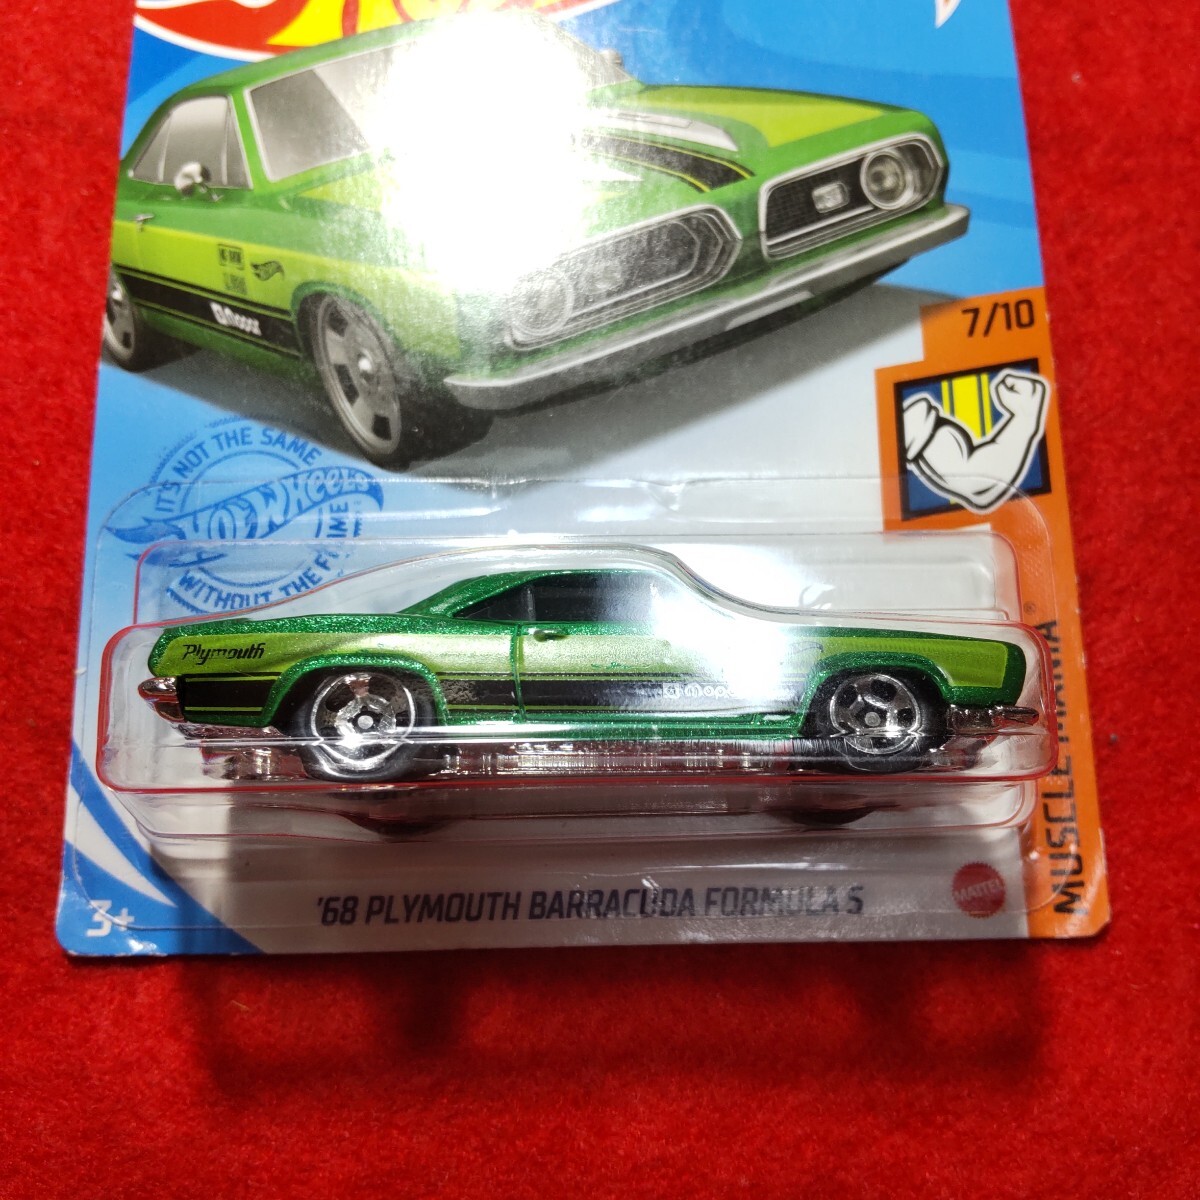 mopar
7/10
IT'S NOT THE SAME
HOT WHEELS
WITHOUT THE FLAME
MUSCLE MANIA
Plymouth
mopar
3+
'68 PLYMOUTH BARRACUDA FORMULA S
MATTEL